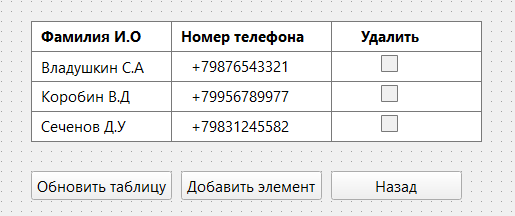 Фамилия И.О Номер телефона Удалить
Владушкин С.А +79876543321
Коробин В.Д +79956789977
Сеченов Д.У +79831245582
Обновить таблицу Добавить элемент Назад